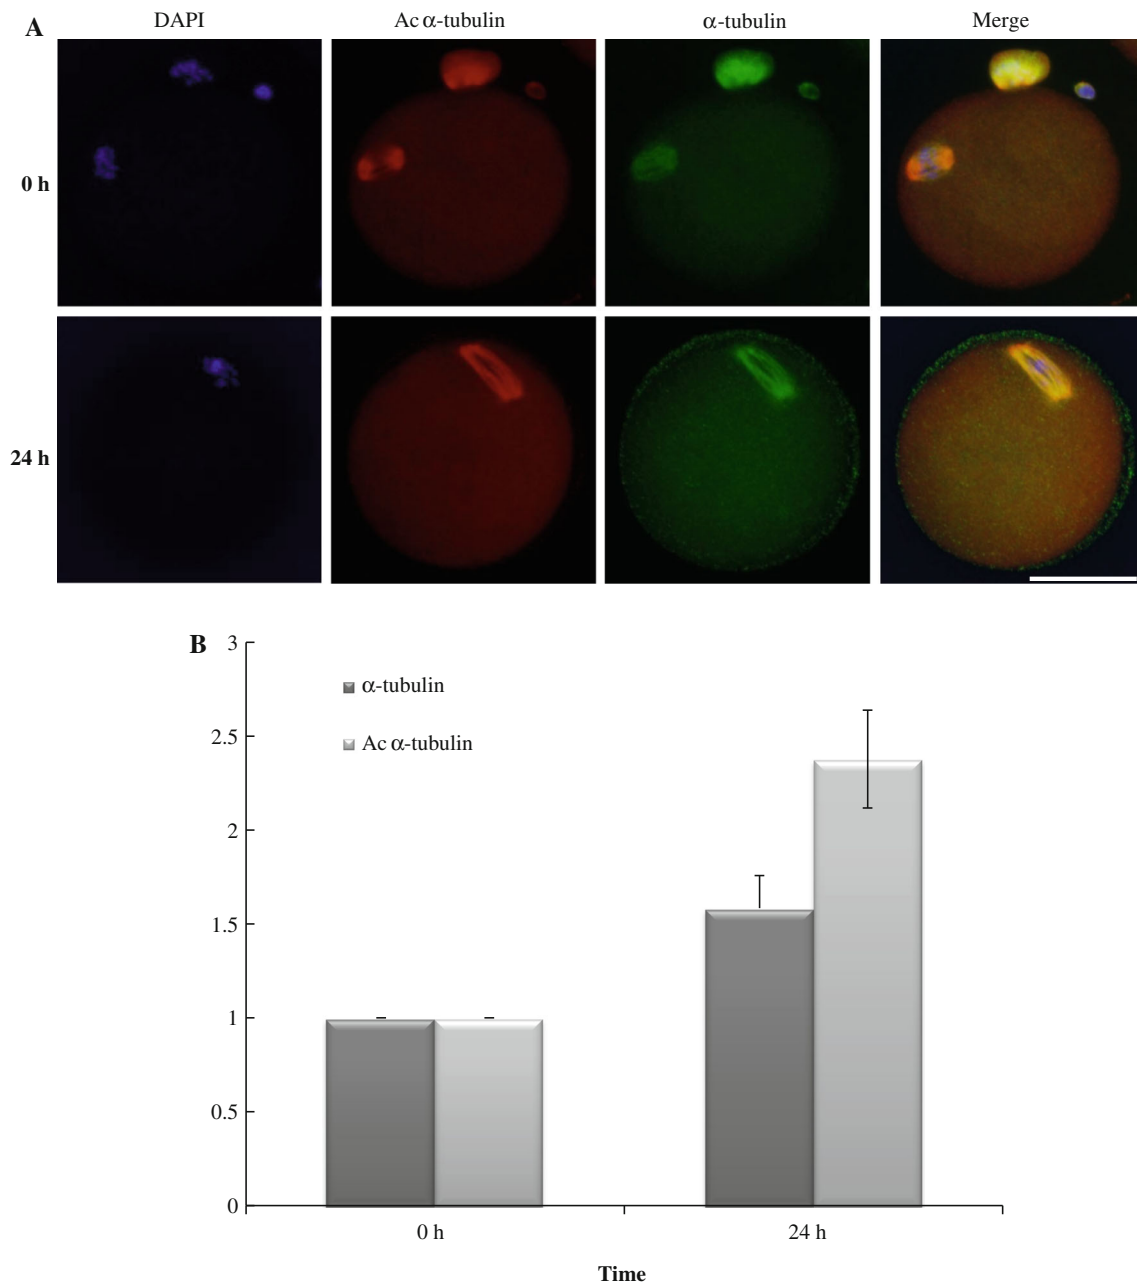 A
DAPI
Ac α-tubulin
α-tubulin
Merge
0 h
24 h
B
3
2.5
2
1.5
1
0.5
0
α-tubulin
Ac α-tubulin
0 h
24 h
Time